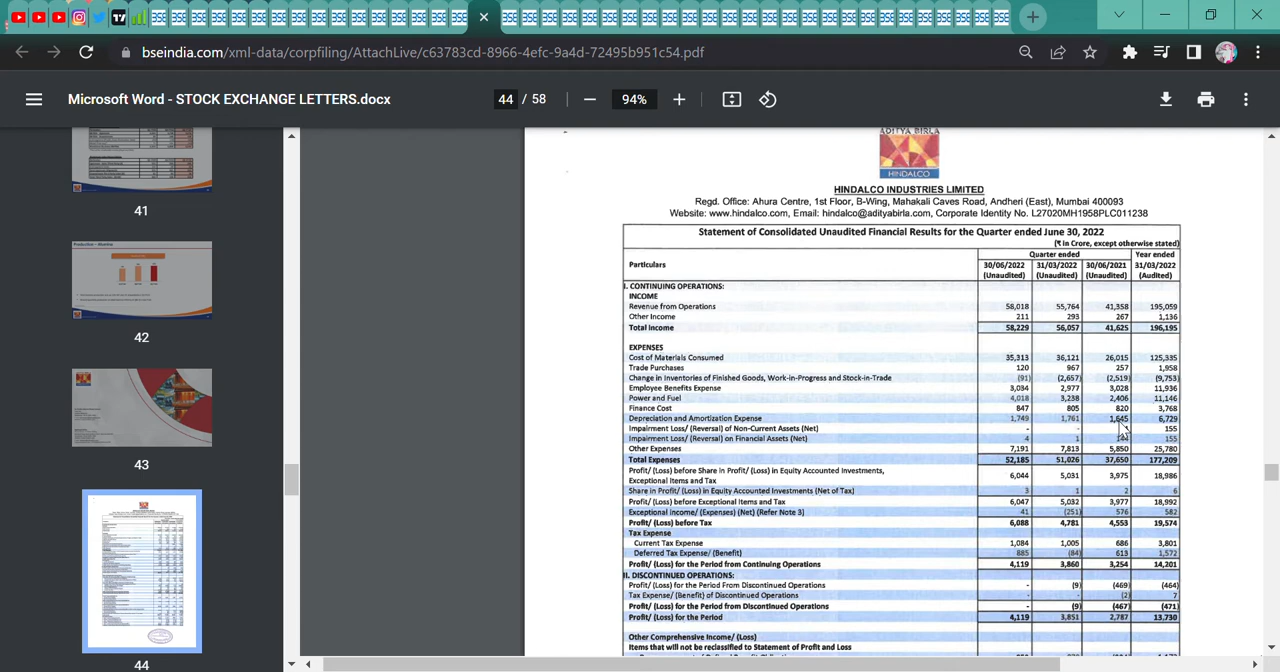 bseindia.com/xml-data/corpfiling/AttachLive/c63783cd-8966-4efc-9a4d-72495b951c54.pdf
Microsoft Word - STOCK EXCHANGE LETTERS.docx
44 / 58
94%
41
42
43
44
ADITYA BIRLA
HINDALCO
HINDALCO INDUSTRIES LIMITED
Regd. Office: Ahura Centre, 1st Floor, B-Wing, Mahakali Caves Road, Andheri (East), Mumbai 400093
Website: www.hindalco.com, Email: hindalco@adityabirla.com, Corporate Identity No. L27020MH1958PLC011238
Statement of Consolidated Unaudited Financial Results for the Quarter ended June 30, 2022
(₹ in Crore, except otherwise stated)
Particulars Quarter ended Year ended
30/06/2022 31/03/2022 30/06/2021 31/03/2022
(Unaudited) (Unaudited) (Unaudited) (Audited)
I. CONTINUING OPERATIONS:
INCOME
Revenue from Operations 58,018 55,764 41,358 195,059
Other Income 211 293 267 1,136
Total Income 58,229 56,057 41,625 196,195
EXPENSES
Cost of Materials Consumed 35,313 36,121 26,015 125,335
Trade Purchases 120 967 257 1,958
Change in Inventories of Finished Goods, Work-in-Progress and Stock-in-Trade (91) (2,657) (2,519) (9,753)
Employee Benefits Expense 3,034 2,977 3,028 11,936
Power and Fuel 4,018 3,238 2,406 11,146
Finance Cost 847 805 820 3,768
Depreciation and Amortization Expense 1,749 1,761 1,645 6,729
Impairment Loss/ (Reversal) of Non-Current Assets (Net) - - 155
Impairment Loss/ (Reversal) on Financial Assets (Net) 4 1 155
Other Expenses 7,191 7,813 5,850 25,780
Total Expenses 52,185 51,026 37,650 177,209
Profit/ (Loss) before Share in Profit/ (Loss) in Equity Accounted Investments,
Exceptional Items and Tax 6,044 5,031 3,975 18,986
Share in Profit/ (Loss) in Equity Accounted Investments (Net of Tax) 3 1 2 6
Profit/ (Loss) before Exceptional Items and Tax 6,047 5,032 3,977 18,992
Exceptional Income/ (Expenses) (Net) (Refer Note 3) 41 (251) 576 582
Profit/ (Loss) before Tax 6,088 4,781 4,553 19,574
Tax Expense
Current Tax Expense 1,084 1,005 686 3,801
Deferred Tax Expense/ (Benefit) 885 (84) 613 1,572
Profit/ (Loss) for the Period from Continuing Operations 4,119 3,860 3,254 14,201
II. DISCONTINUED OPERATIONS:
Profit/ (Loss) for the Period From Discontinued Operations - (9) (469) (464)
Tax Expense/ (Benefit) of Discontinued Operations - - (2) 7
Profit/ (Loss) for the Period from Discontinued Operations - (9) (467) (471)
Profit/ (Loss) for the Period 4,119 3,851 2,787 13,730
Other Comprehensive Income/ (Loss)
Items that will not be reclassified to Statement of Profit and Loss